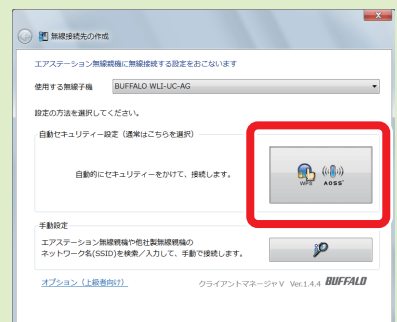 無線接続先の作成
エアステーション無線親機に無線接続する設定をおこないます
使用する無線子機 BUFFALO WLI-UC-AG
設定の方法を選択してください。
自動セキュリティー設定（通常はこちらを選択）
自動的にセキュリティーをかけて、接続します。
WPS AOSS™
手動設定
エアステーション無線親機や他社製無線親機の
ネットワーク名(SSID)を検索／入力して、手動で接続します。
オプション（上級者向け）
クライアントマネージャ V Ver.1.4.4 BUFFALO